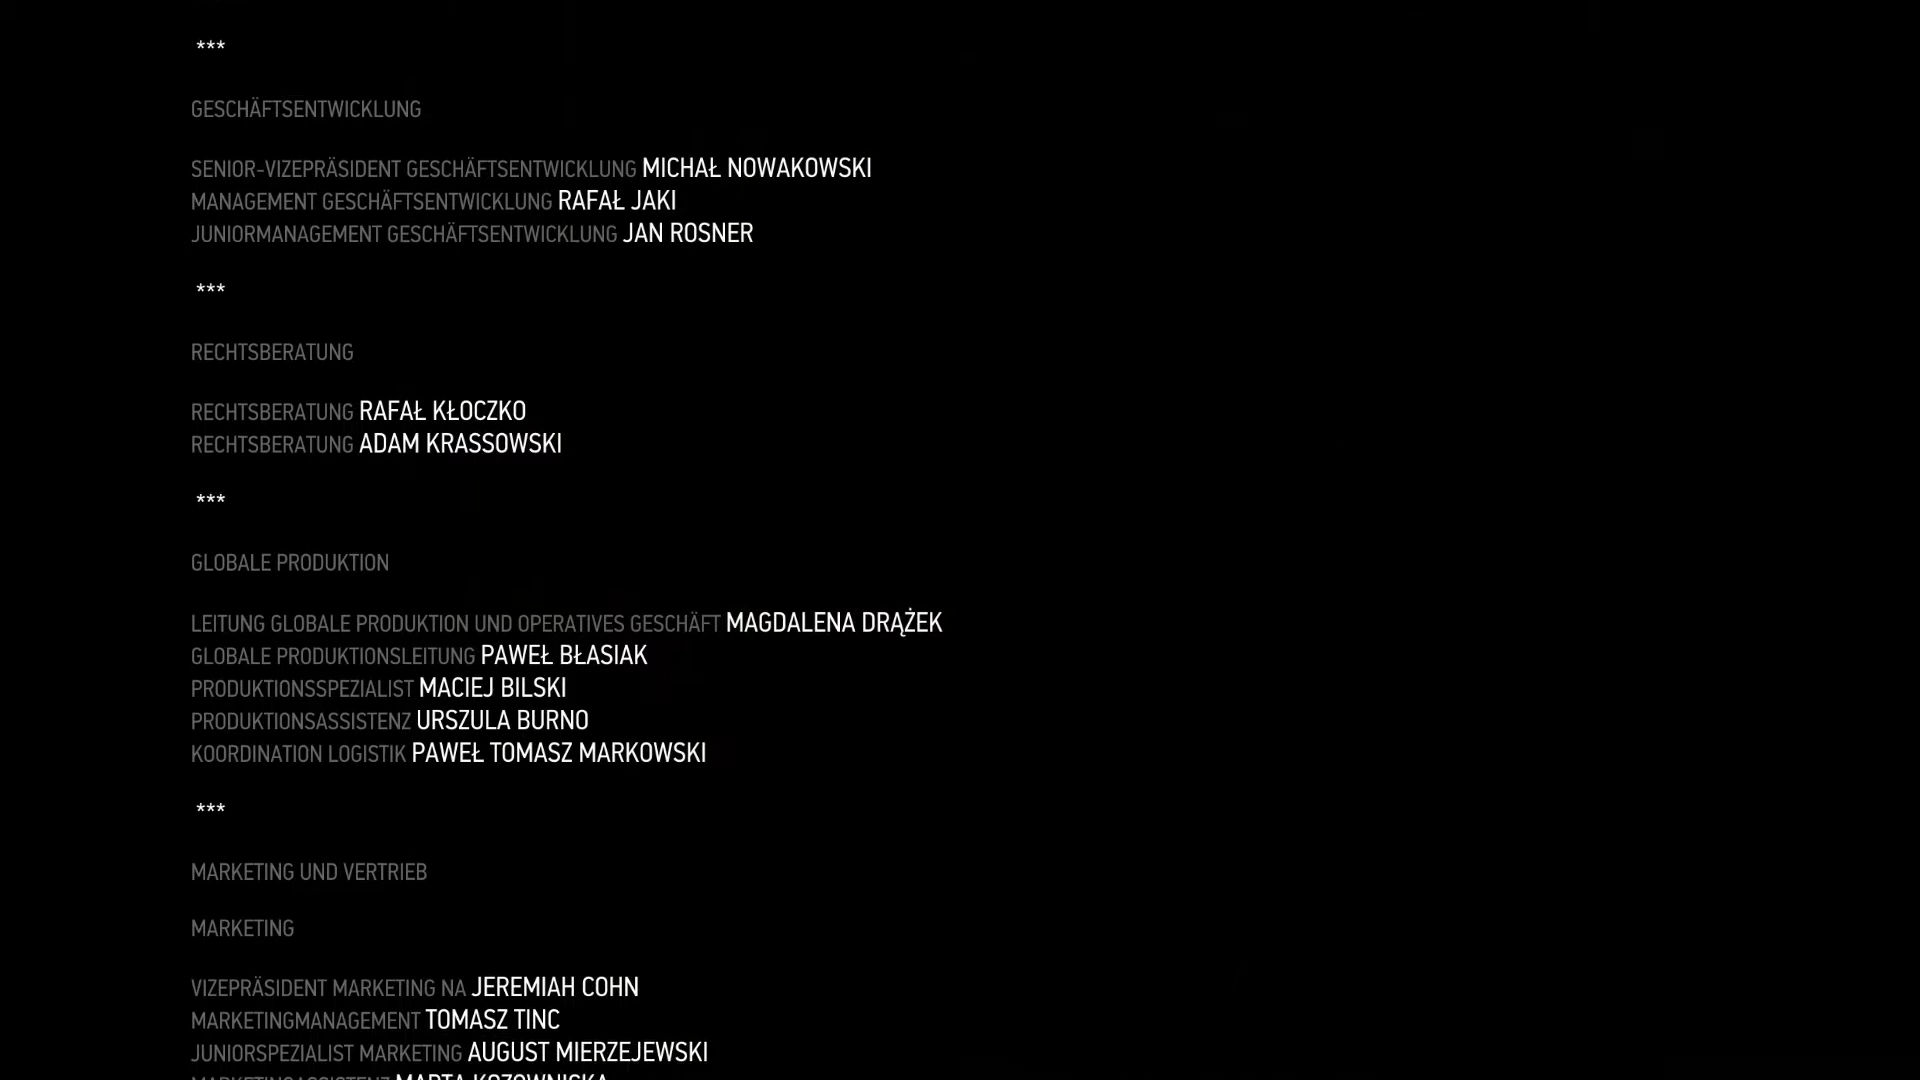 ***
GESCHÄFTSENTWICKLUNG
SENIOR-VIZEPRÄSIDENT GESCHÄFTSENTWICKLUNG MICHAŁ NOWAKOWSKI
MANAGEMENT GESCHÄFTSENTWICKLUNG RAFAŁ JAKI
JUNIORMANAGEMENT GESCHÄFTSENTWICKLUNG JAN ROSNER
***
RECHTSBERATUNG
RECHTSBERATUNG RAFAŁ KŁOCZKO
RECHTSBERATUNG ADAM KRASSOWSKI
***
GLOBALE PRODUKTION
LEITUNG GLOBALE PRODUKTION UND OPERATIVES GESCHÄFT MAGDALENA DRĄŻEK
GLOBALE PRODUKTIONSLEITUNG PAWEŁ BŁASIAK
PRODUKTIONSSPEZIALIST MACIEJ BILSKI
PRODUKTIONSASSISTENZ URSZULA BURNO
KOORDINATION LOGISTIK PAWEŁ TOMASZ MARKOWSKI
***
MARKETING UND VERTRIEB
MARKETING
VIZEPRÄSIDENT MARKETING NA JEREMIAH COHN
MARKETINGMANAGEMENT TOMASZ TINC
JUNIORSPEZIALIST MARKETING AUGUST MIERZEJEWSKI
MARKETINGASSISTENZ MARTA